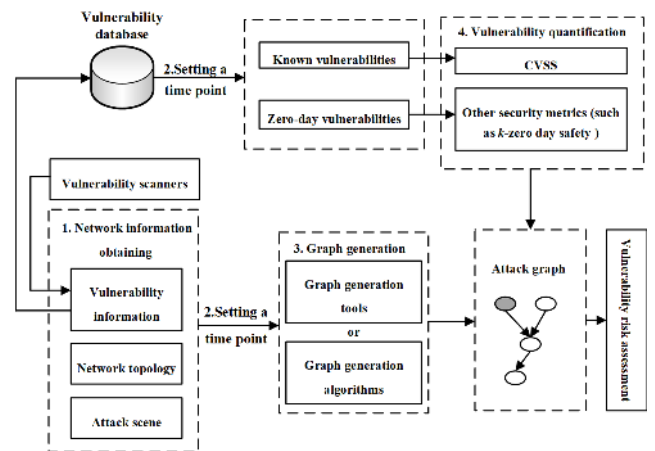 Vulnerability
database
2.Setting a
time point
Known vulnerabilities
Zero-day vulnerabilities
4. Vulnerability quantification
CVSS
Other security metrics (such
as k-zero day safety )
Vulnerability scanners
1. Network information
obtaining
Vulnerability
information
Network topology
Attack scene
2.Setting a
time point
3. Graph generation
Graph generation
tools
or
Graph generation
algorithms
Attack graph
Vulnerability risk assessment